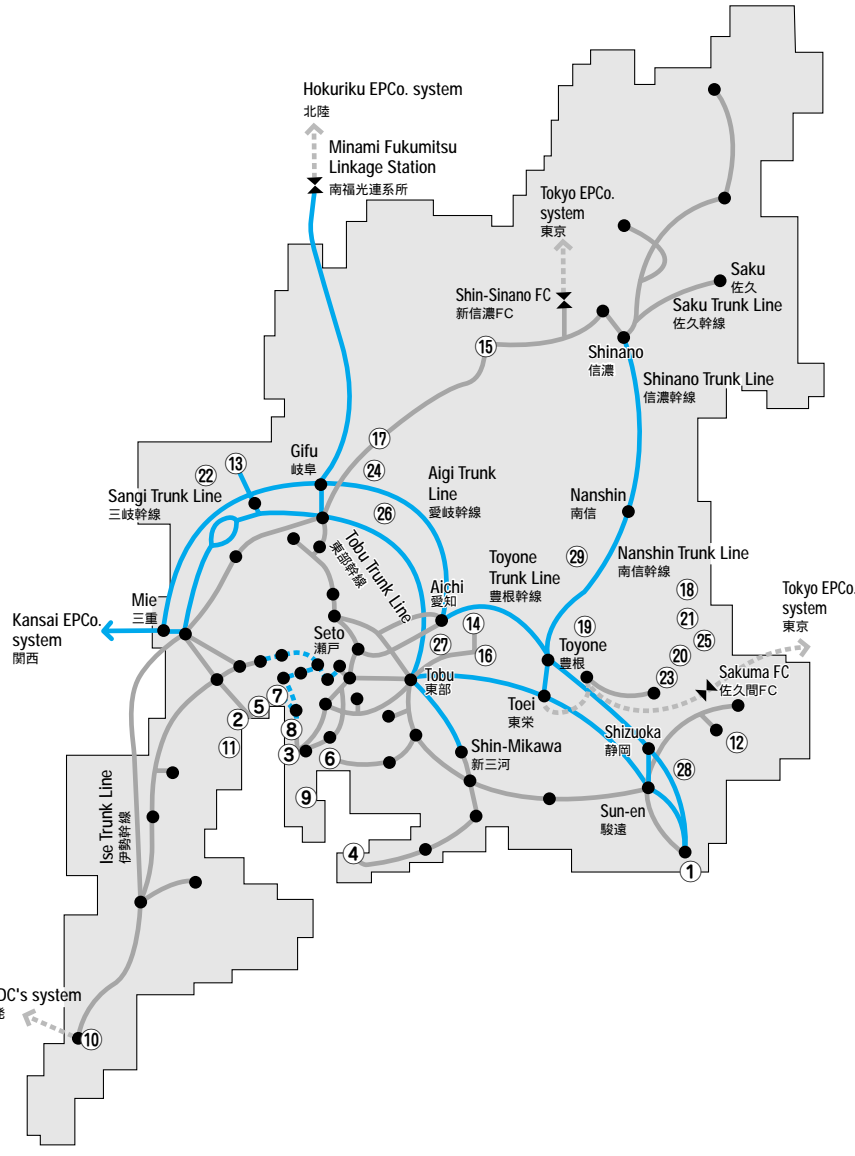 Hokuriku EPCo. system
北陸
Minami Fukumitsu
Linkage Station
南福光連系所
Tokyo EPCo.
system
東京
Saku
佐久
Saku Trunk Line
佐久幹線
Shin-Sinano FC
新信濃FC
⑮
Shinano
信濃
Shinano Trunk Line
信濃幹線
⑰
Gifu
岐阜
㉔
㉒
⑬
Aigi Trunk
Line
愛岐幹線
Sangi Trunk Line
三岐幹線
㉖
Nanshin
南信
Tobu Trunk Line
東部幹線
Toyone
Trunk Line
豊根幹線
㉙
Nanshin Trunk Line
南信幹線
Aichi
愛知
⑱
Tokyo EPCo.
system
東京
Mie
三重
Kansai EPCo.
system
関西
Seto
瀬戸
⑭
㉗
⑯
⑲
Toyone
豊根
㉑
㉕
⑳
㉓
Tobu
東部
Toei
東栄
Sakuma FC
佐久間FC
⑦
⑤
②
⑧
⑪
③
⑥
Shin-Mikawa
新三河
Shizuoka
静岡
⑫
㉘
⑨
Sun-en
駿遠
④
①
Ise Trunk Line
伊勢幹線
DC's system
⑩